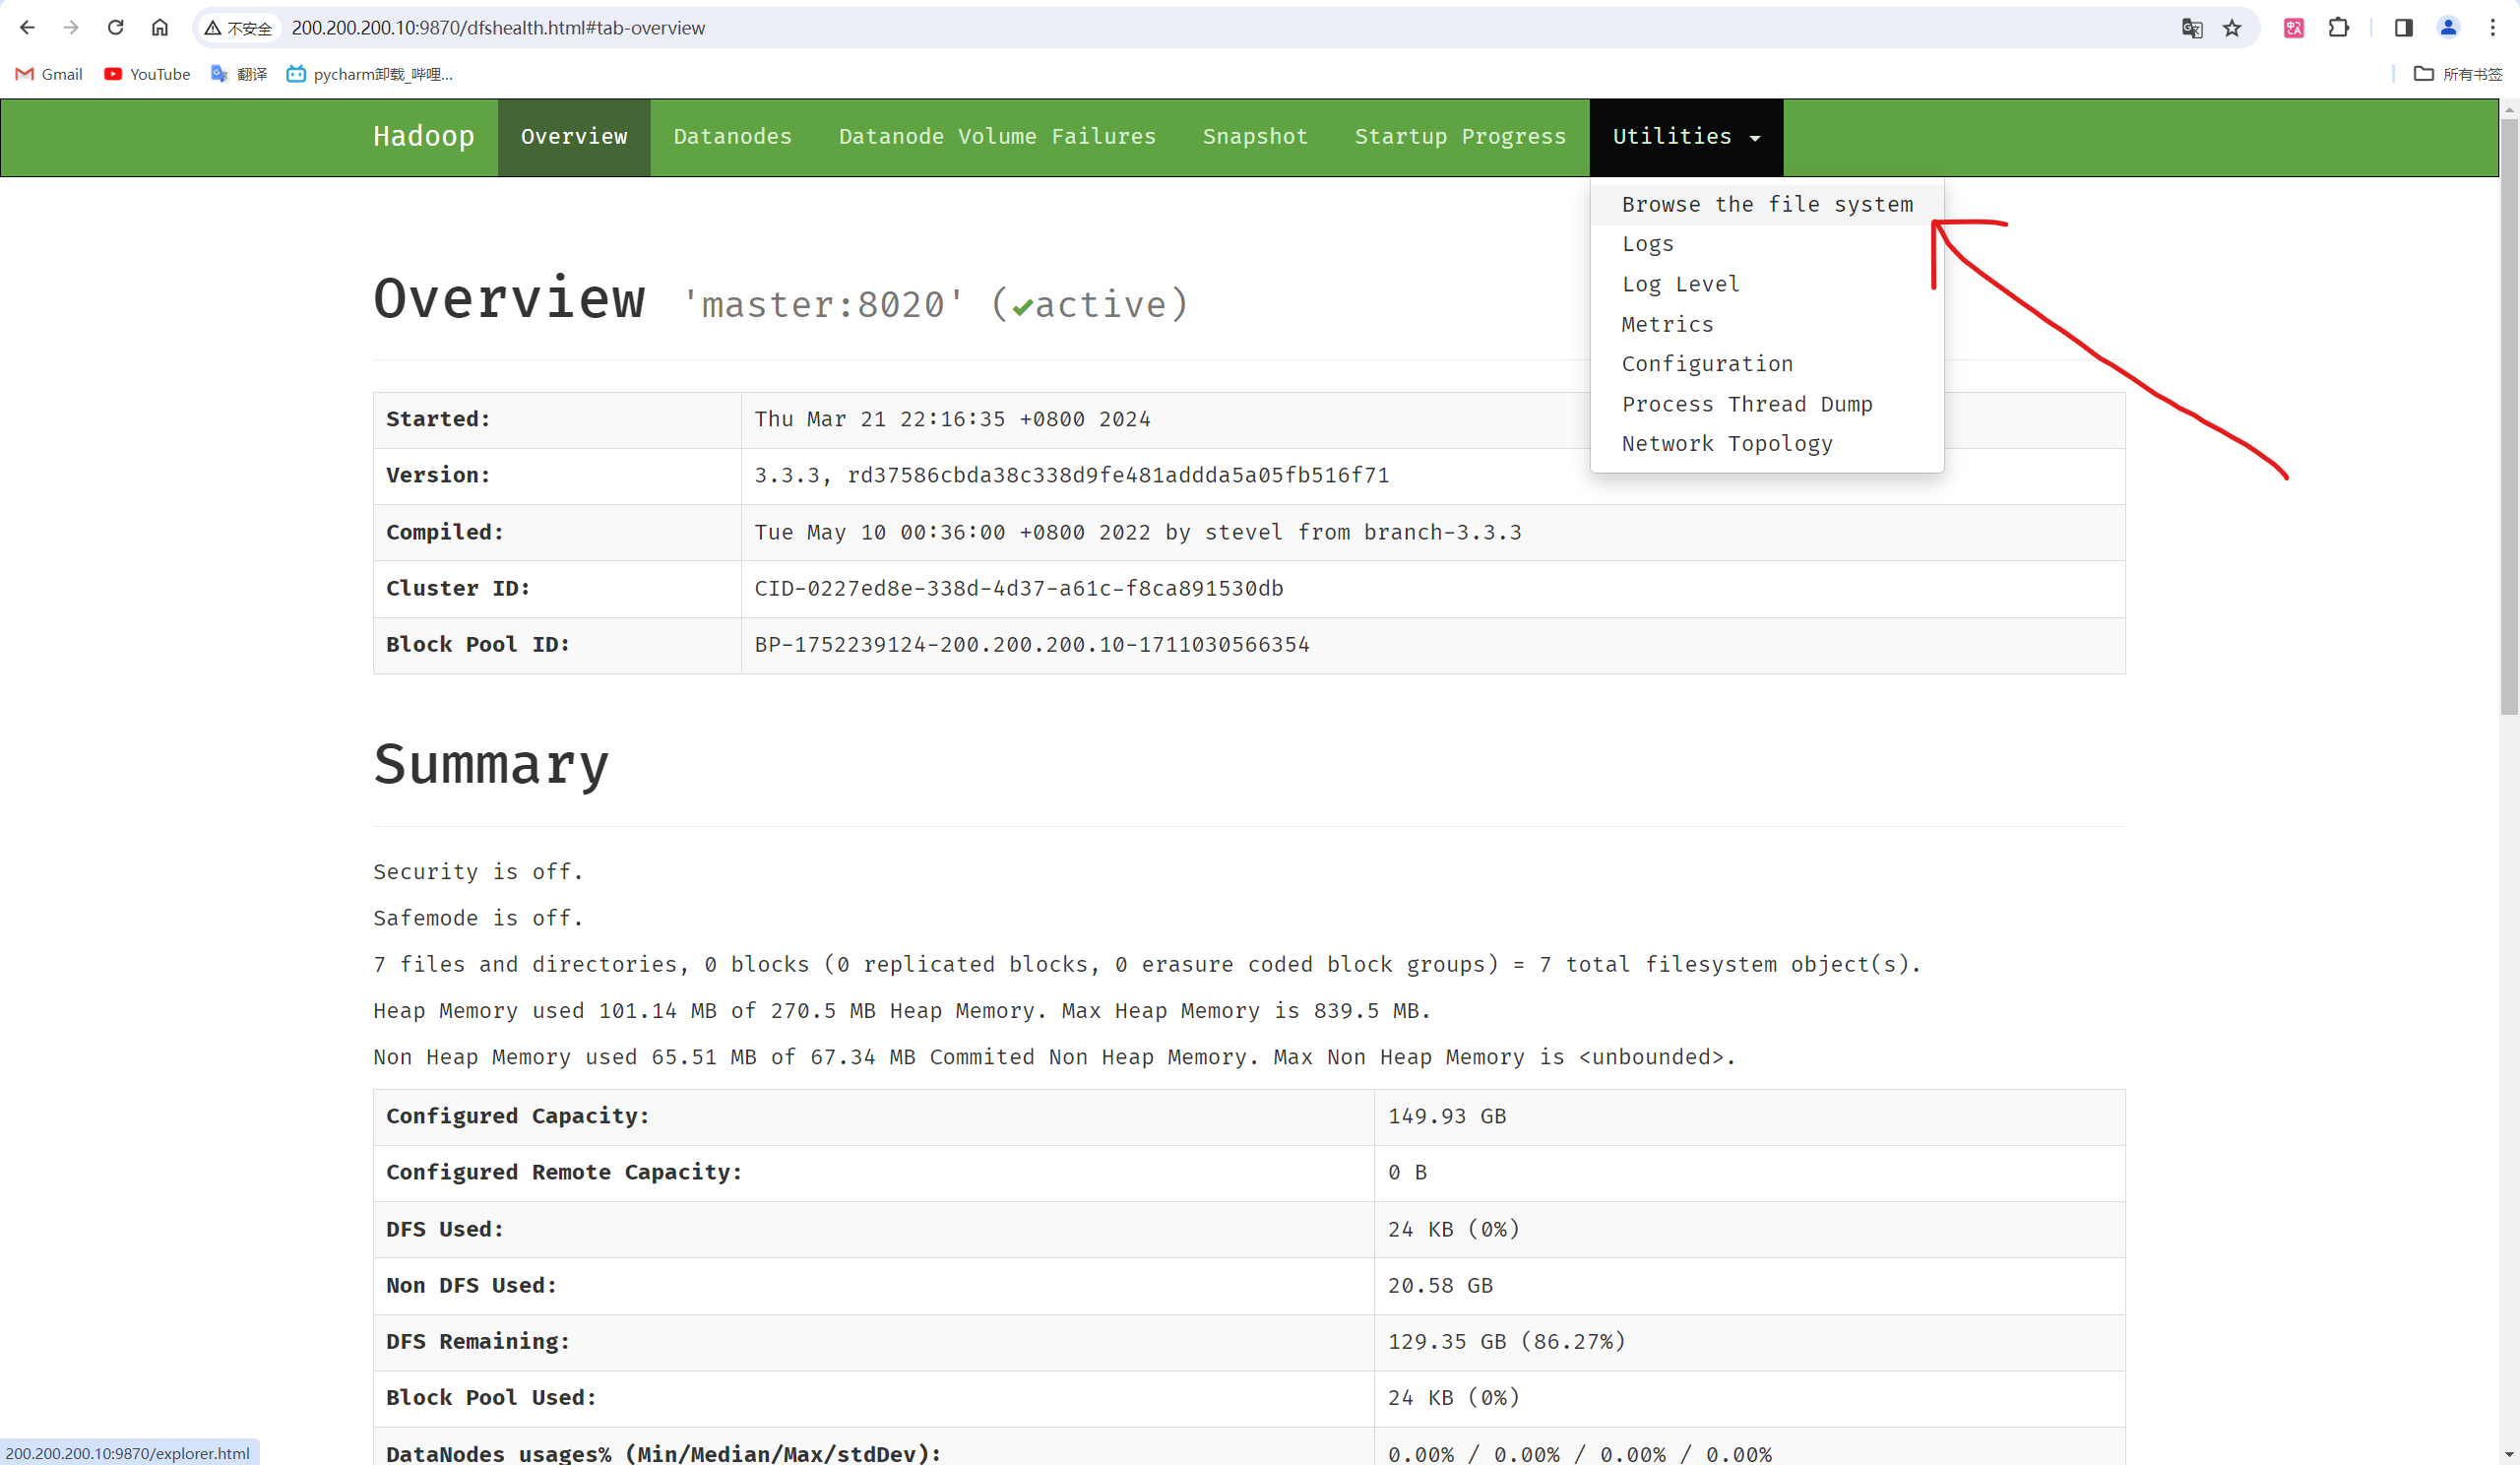 不安全 200.200.200.10:9870/dfshealth.html#tab-overview
Gmail YouTube 翻译 pycharm卸载_哔哩... 所有书签
Hadoop Overview Datanodes Datanode Volume Failures Snapshot Startup Progress Utilities
Browse the file system
Logs
Log Level
Metrics
Configuration
Process Thread Dump
Network Topology
Overview 'master:8020' (✔active)
Started: Thu Mar 21 22:16:35 +0800 2024
Version: 3.3.3, rd37586cbda38c338d9fe481addda5a05fb516f71
Compiled: Tue May 10 00:36:00 +0800 2022 by stevel from branch-3.3.3
Cluster ID: CID-0227ed8e-338d-4d37-a61c-f8ca891530db
Block Pool ID: BP-1752239124-200.200.200.10-1711030566354
Summary
Security is off.
Safemode is off.
7 files and directories, 0 blocks (0 replicated blocks, 0 erasure coded block groups) = 7 total filesystem object(s).
Heap Memory used 101.14 MB of 270.5 MB Heap Memory. Max Heap Memory is 839.5 MB.
Non Heap Memory used 65.51 MB of 67.34 MB Commited Non Heap Memory. Max Non Heap Memory is <unbounded>.
Configured Capacity: 149.93 GB
Configured Remote Capacity: 0 B
DFS Used: 24 KB (0%)
Non DFS Used: 20.58 GB
DFS Remaining: 129.35 GB (86.27%)
Block Pool Used: 24 KB (0%)
DataNodes usages% (Min/Median/Max/stdDev): 0.00% / 0.00% / 0.00% / 0.00%
200.200.200.10:9870/explorer.html